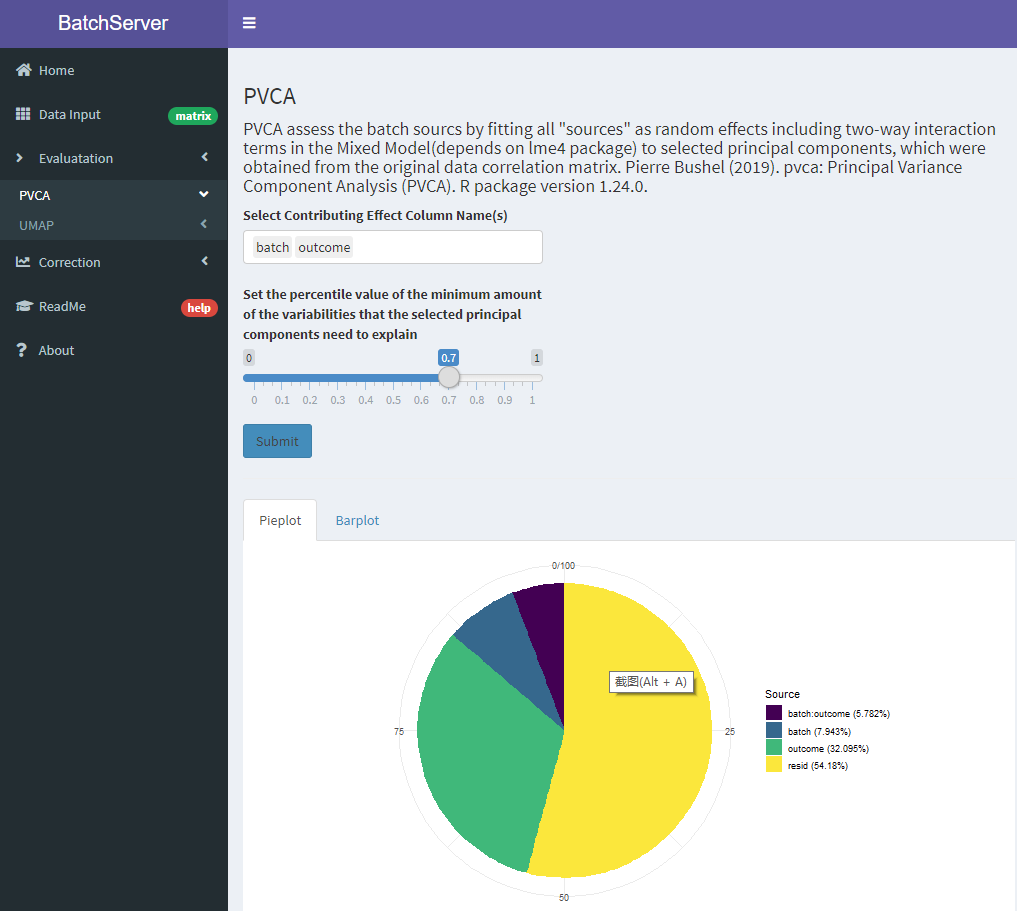 BatchServer
Home
Data Input
matrix
Evaluatation
PVCA
UMAP
Correction
ReadMe
help
About
PVCA
PVCA assess the batch sourcs by fitting all "sources" as random effects including two-way interaction
terms in the Mixed Model(depends on lme4 package) to selected principal components, which were
obtained from the original data correlation matrix. Pierre Bushel (2019). pvca: Principal Variance
Component Analysis (PVCA). R package version 1.24.0.
Select Contributing Effect Column Name(s)
batch outcome
Set the percentile value of the minimum amount
of the variabilities that the selected principal
components need to explain
0 0.7 1
0 0.1 0.2 0.3 0.4 0.5 0.6 0.7 0.8 0.9 1
Submit
Pieplot Barplot
0/100
截图(Alt + A)
75
25
50
Source
batch:outcome (5.782%)
batch (7.943%)
outcome (32.095%)
resid (54.18%)